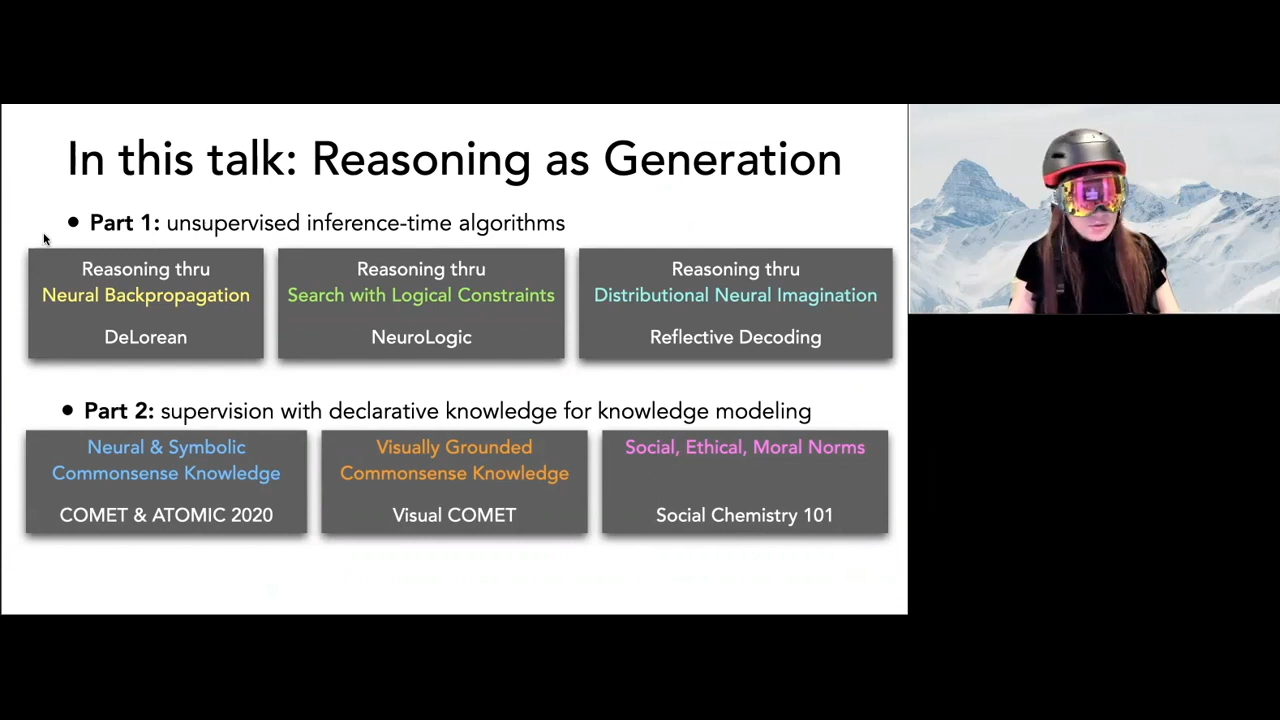 In this talk: Reasoning as Generation
• Part 1: unsupervised inference-time algorithms
Reasoning thru
Neural Backpropagation
DeLorean
Reasoning thru
Search with Logical Constraints
NeuroLogic
Reasoning thru
Distributional Neural Imagination
Reflective Decoding
• Part 2: supervision with declarative knowledge for knowledge modeling
Neural & Symbolic
Commonsense Knowledge
COMET & ATOMIC 2020
Visually Grounded
Commonsense Knowledge
Visual COMET
Social, Ethical, Moral Norms
Social Chemistry 101